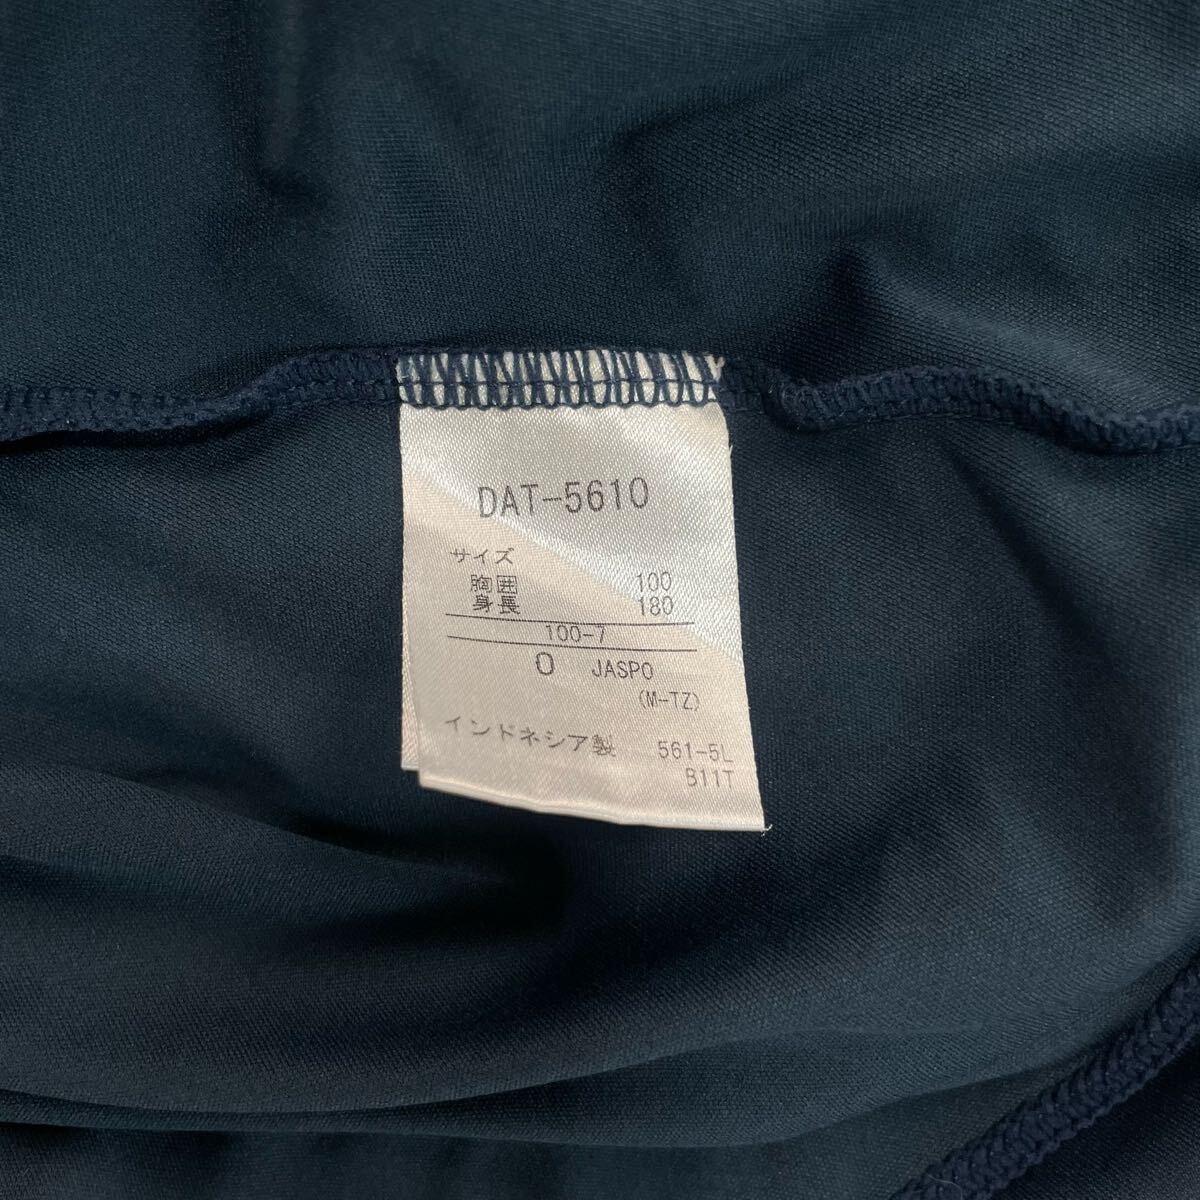 DAT-5610
サイズ
胸囲 100
身長 180
100-7
O JASPO
(M-TZ)
インドネシア製 561-5L
B11T